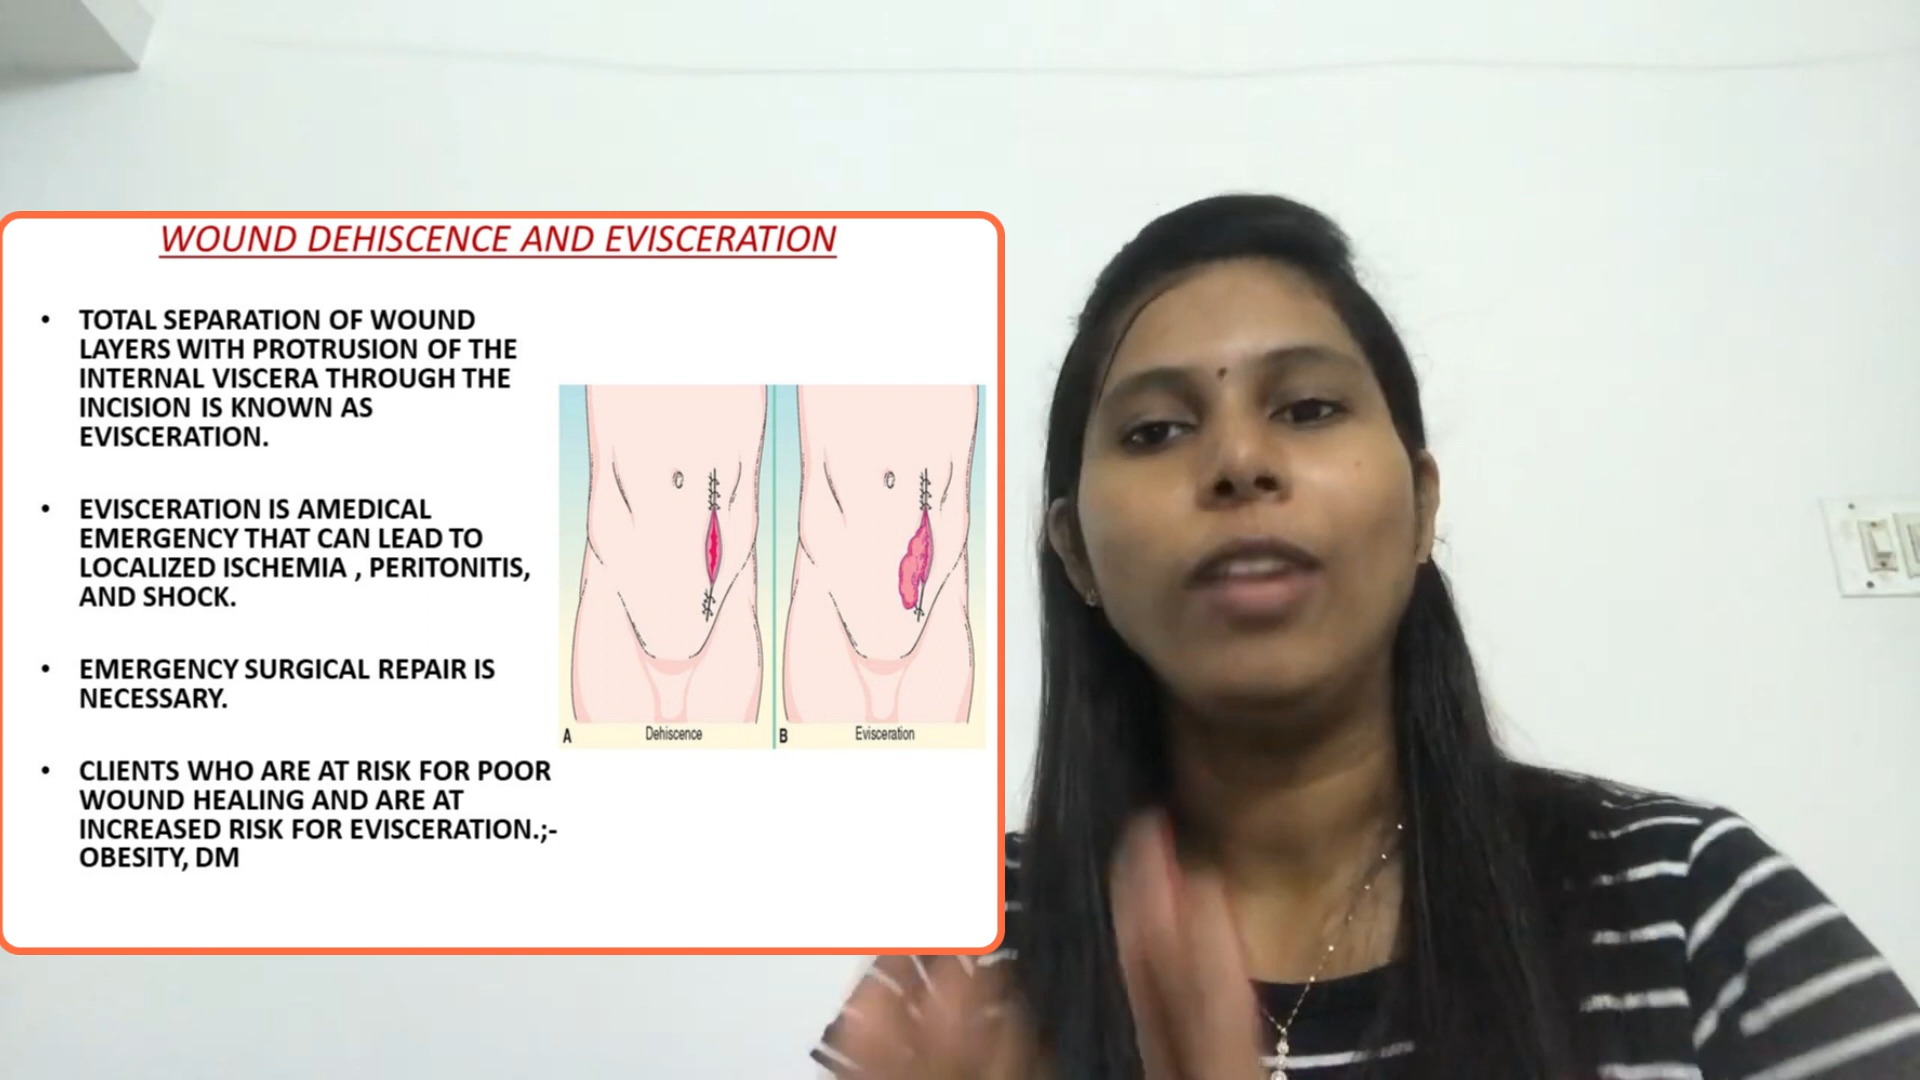 WOUND DEHISCENCE AND EVISCERATION
• TOTAL SEPARATION OF WOUND
LAYERS WITH PROTRUSION OF THE
INTERNAL VISCERA THROUGH THE
INCISION IS KNOWN AS
EVISCERATION.
• EVISCERATION IS AMEDICAL
EMERGENCY THAT CAN LEAD TO
LOCALIZED ISCHEMIA , PERITONITIS,
AND SHOCK.
• EMERGENCY SURGICAL REPAIR IS
NECESSARY.
• CLIENTS WHO ARE AT RISK FOR POOR
WOUND HEALING AND ARE AT
INCREASED RISK FOR EVISCERATION.;-
OBESITY, DM
A Dehiscence
B Evisceration